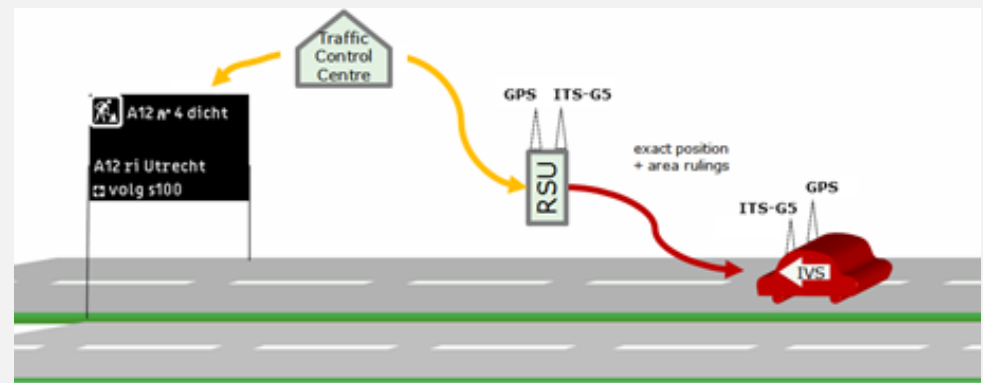 Traffic
Control
Centre
A12 nr 4 dicht
A12 ri Utrecht
volg s100
GPS ITS-G5
RSU
exact position
+ area rulings
GPS
ITS-G5
IVS